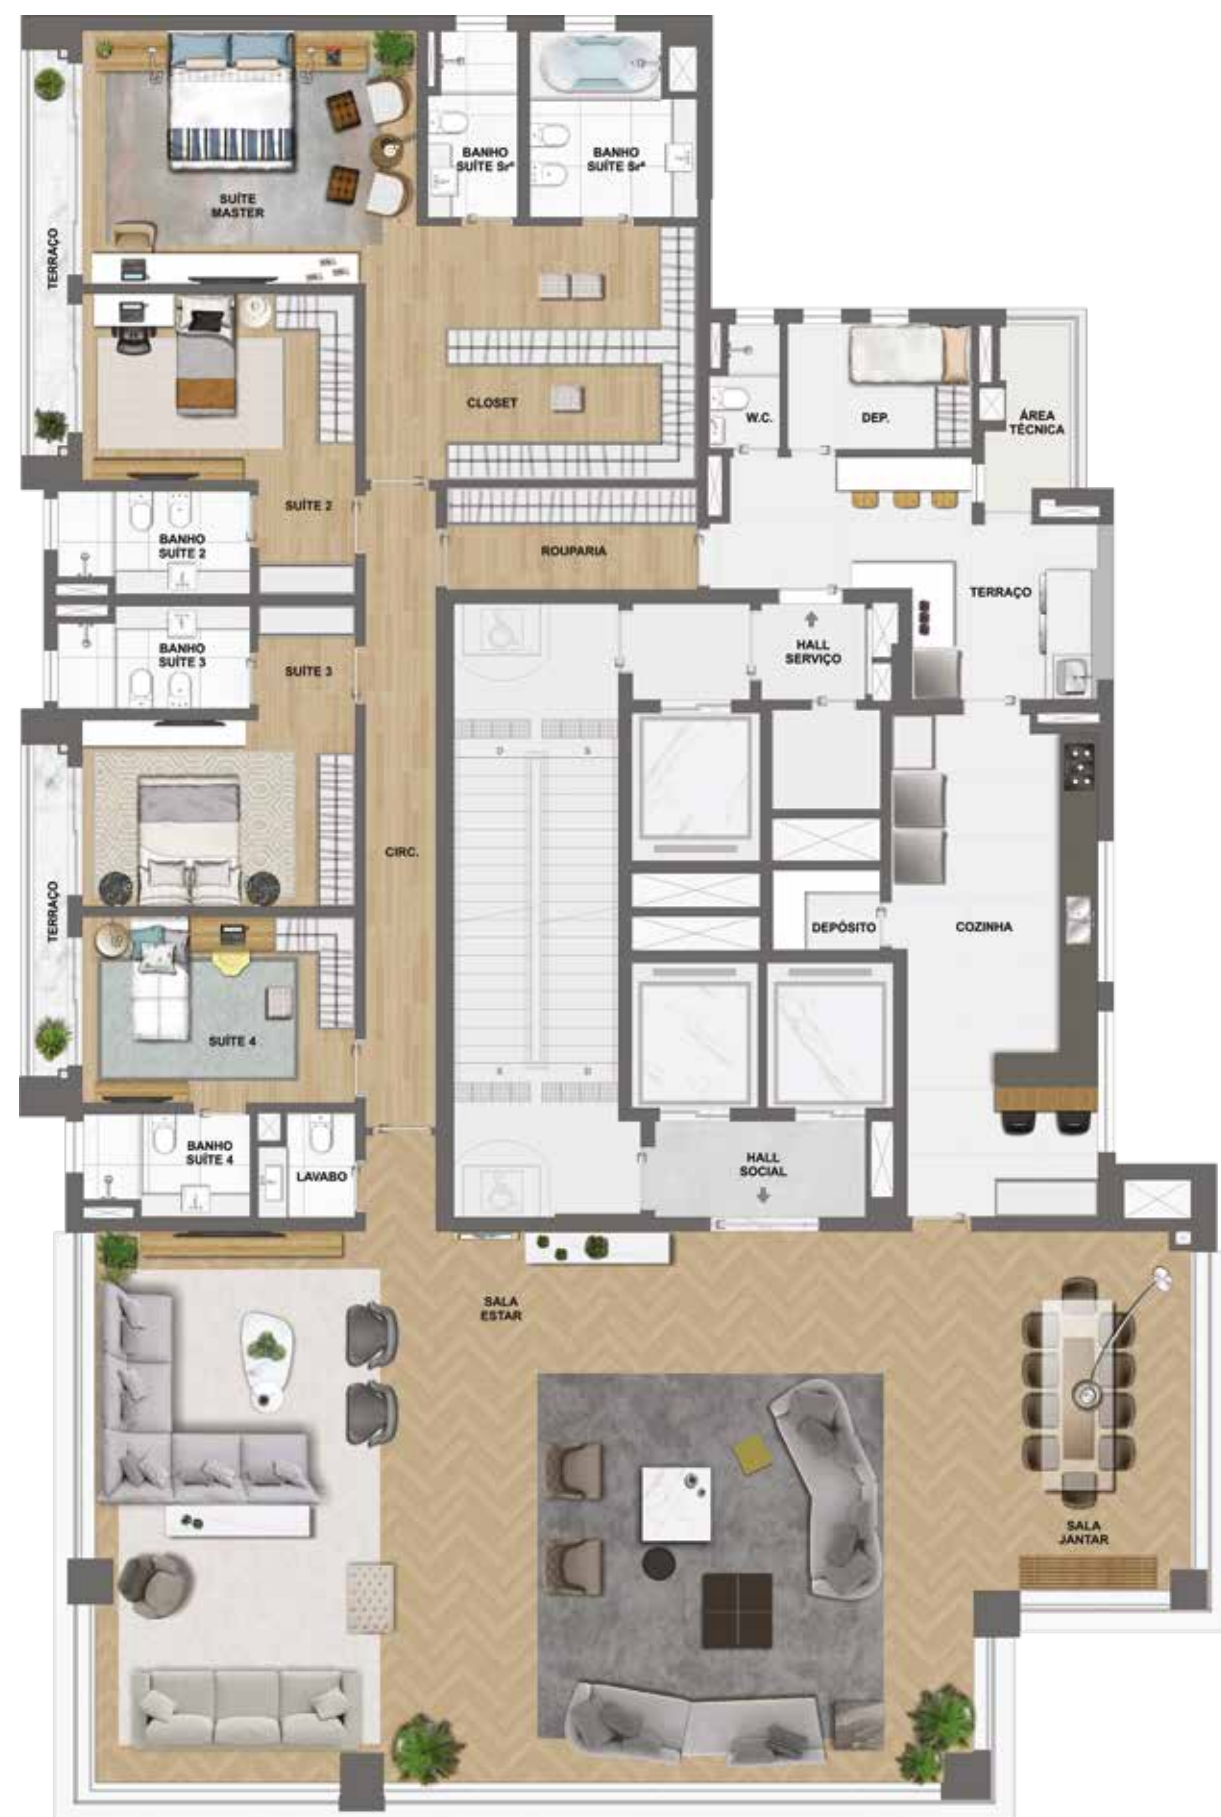 BANHO
SUÍTE Srª
BANHO
SUÍTE Srª
SUÍTE
MASTER
TERRAÇO
CLOSET
W.C.
DEP.
ÁREA
TÉCNICA
SUÍTE 2
BANHO
SUÍTE 2
ROUPARIA
TERRAÇO
HALL
SERVIÇO
BANHO
SUÍTE 3
SUÍTE 3
D
S
CIRC.
TERRAÇO
DEPÓSITO
COZINHA
SUÍTE 4
S
D
BANHO
SUÍTE 4
LAVABO
HALL
SOCIAL
SALA
ESTAR
SALA
JANTAR